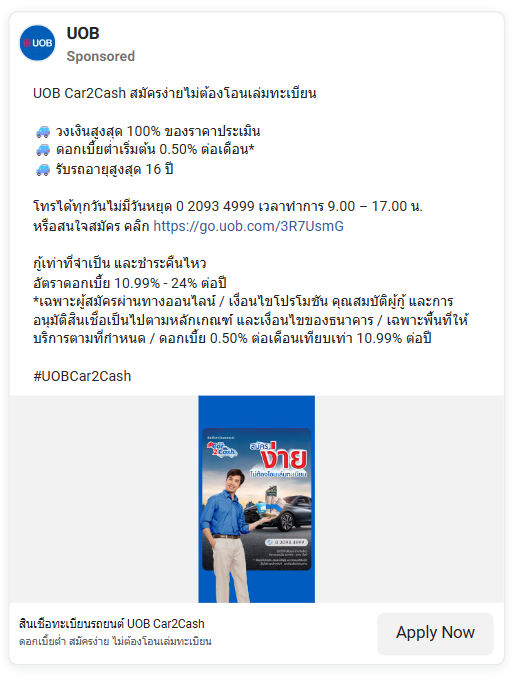 UOB
UOB
Sponsored
UOB Car2Cash สมัครง่ายไม่ต้องโอนเล่มทะเบียน
🚙 วงเงินสูงสุด 100% ของราคาประเมิน
🚙 ดอกเบี้ยต่ำเริ่มต้น 0.50% ต่อเดือน*
🚙 รับรถอายุสูงสุด 16 ปี
โทรได้ทุกวันไม่มีวันหยุด 0 2093 4999 เวลาทำการ 9.00 – 17.00 น.
หรือสนใจสมัคร คลิก https://go.uob.com/3R7UsmG
กู้เท่าที่จำเป็น และชำระคืนไหว
อัตราดอกเบี้ย 10.99% - 24% ต่อปี
*เฉพาะผู้สมัครผ่านทางออนไลน์ / เงื่อนไขโปรโมชัน คุณสมบัติผู้กู้ และการ
อนุมัติสินเชื่อเป็นไปตามหลักเกณฑ์ และเงื่อนไขของธนาคาร / เฉพาะพื้นที่ให้
บริการตามที่กำหนด / ดอกเบี้ย 0.50% ต่อเดือนเทียบเท่า 10.99% ต่อปี
#UOBCar2Cash
Car
2Cash
สมัคร
ง่าย
ไม่ต้องโอนเล่มทะเบียน
0 2093 4999
สินเชื่อทะเบียนรถยนต์ UOB Car2Cash
ดอกเบี้ยต่ำ สมัครง่าย ไม่ต้องโอนเล่มทะเบียน
Apply Now